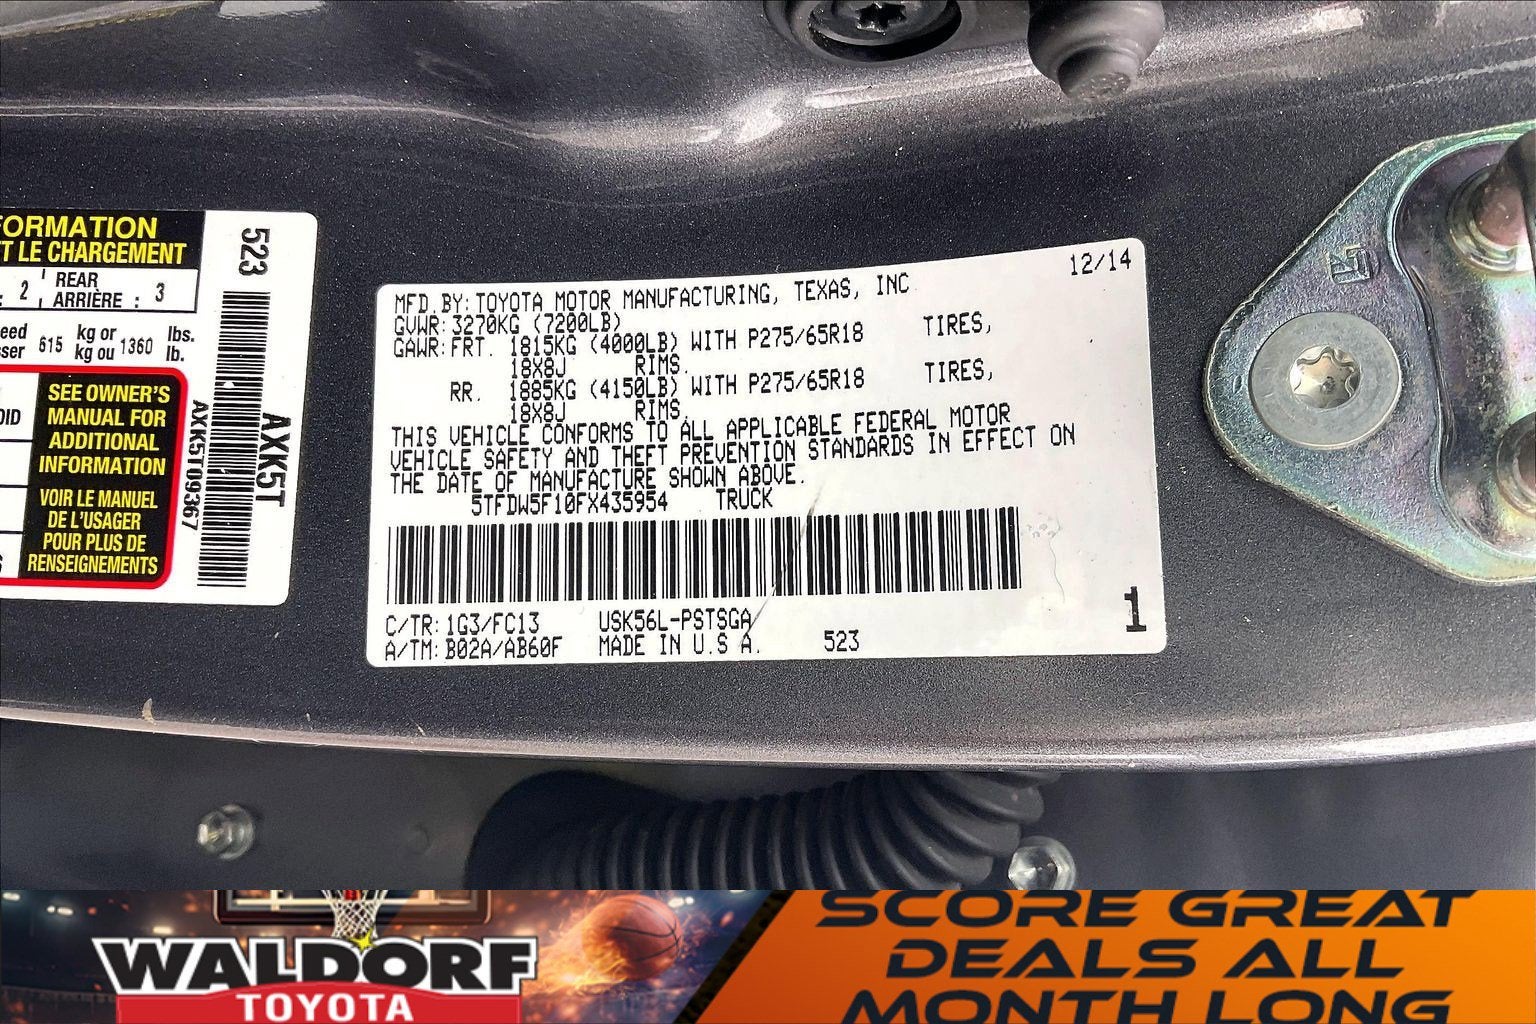 FORMATION
T LE CHARGEMENT
: 2 REAR ARRIÈRE : 3
eed
sser 615 kg or kg ou 1360 lbs. lb.
OID
SEE OWNER'S
MANUAL FOR
ADDITIONAL
INFORMATION
VOIR LE MANUEL
DE L'USAGER
POUR PLUS DE
RENSEIGNEMENTS
523
AXK5T09367
AXK5T
12/14
MFD. BY: TOYOTA MOTOR MANUFACTURING, TEXAS, INC
GVWR: 3270KG (7200LB)
GAWR: FRT. 1815KG (4000LB) WITH P275/65R18 TIRES,
18X8J RIMS.
RR. 1885KG (4150LB) WITH P275/65R18 TIRES,
18X8J RIMS.
THIS VEHICLE CONFORMS TO ALL APPLICABLE FEDERAL MOTOR
VEHICLE SAFETY AND THEFT PREVENTION STANDARDS IN EFFECT ON
THE DATE OF MANUFACTURE SHOWN ABOVE.
5TFDW5F10FX435954 TRUCK
C/TR: 1G3/FC13 USK56L-PSTSGA
A/TM: B02A/AB60F MADE IN U.S A. 523
1
WALDORF
TOYOTA
SCORE GREAT
DEALS ALL
MONTH LONG